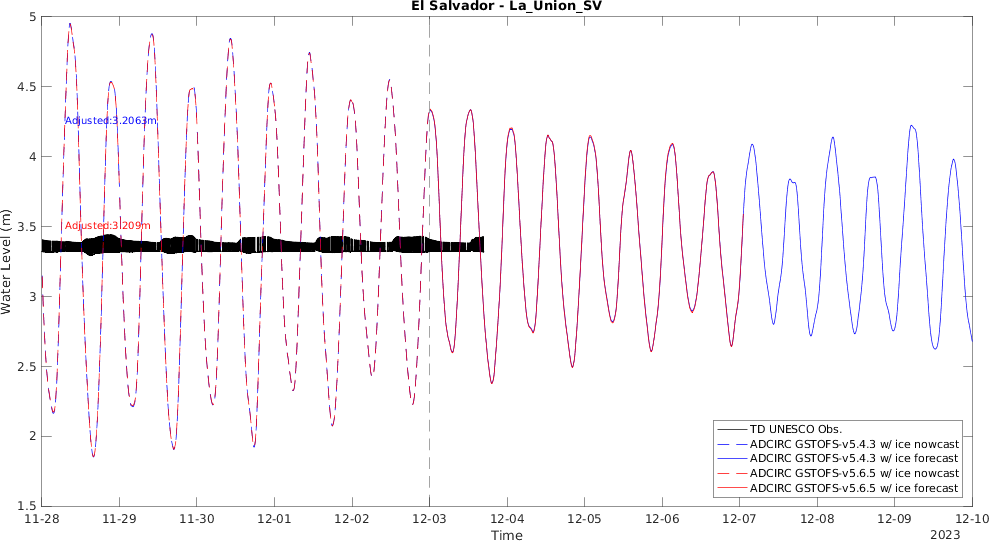 El Salvador - La_Union_SV
Water Level (m)
5
4.5
4
3.5
3
2.5
2
1.5
Adjusted:3.2063m
Adjusted:3.209m
TD UNESCO Obs.
ADCIRC GSTOFS-v5.4.3 w/ ice nowcast
ADCIRC GSTOFS-v5.4.3 w/ ice forecast
ADCIRC GSTOFS-v5.6.5 w/ ice nowcast
ADCIRC GSTOFS-v5.6.5 w/ ice forecast
11-28 11-29 11-30 12-01 12-02 12-03 12-04 12-05 12-06 12-07 12-08 12-09 12-10
Time
2023